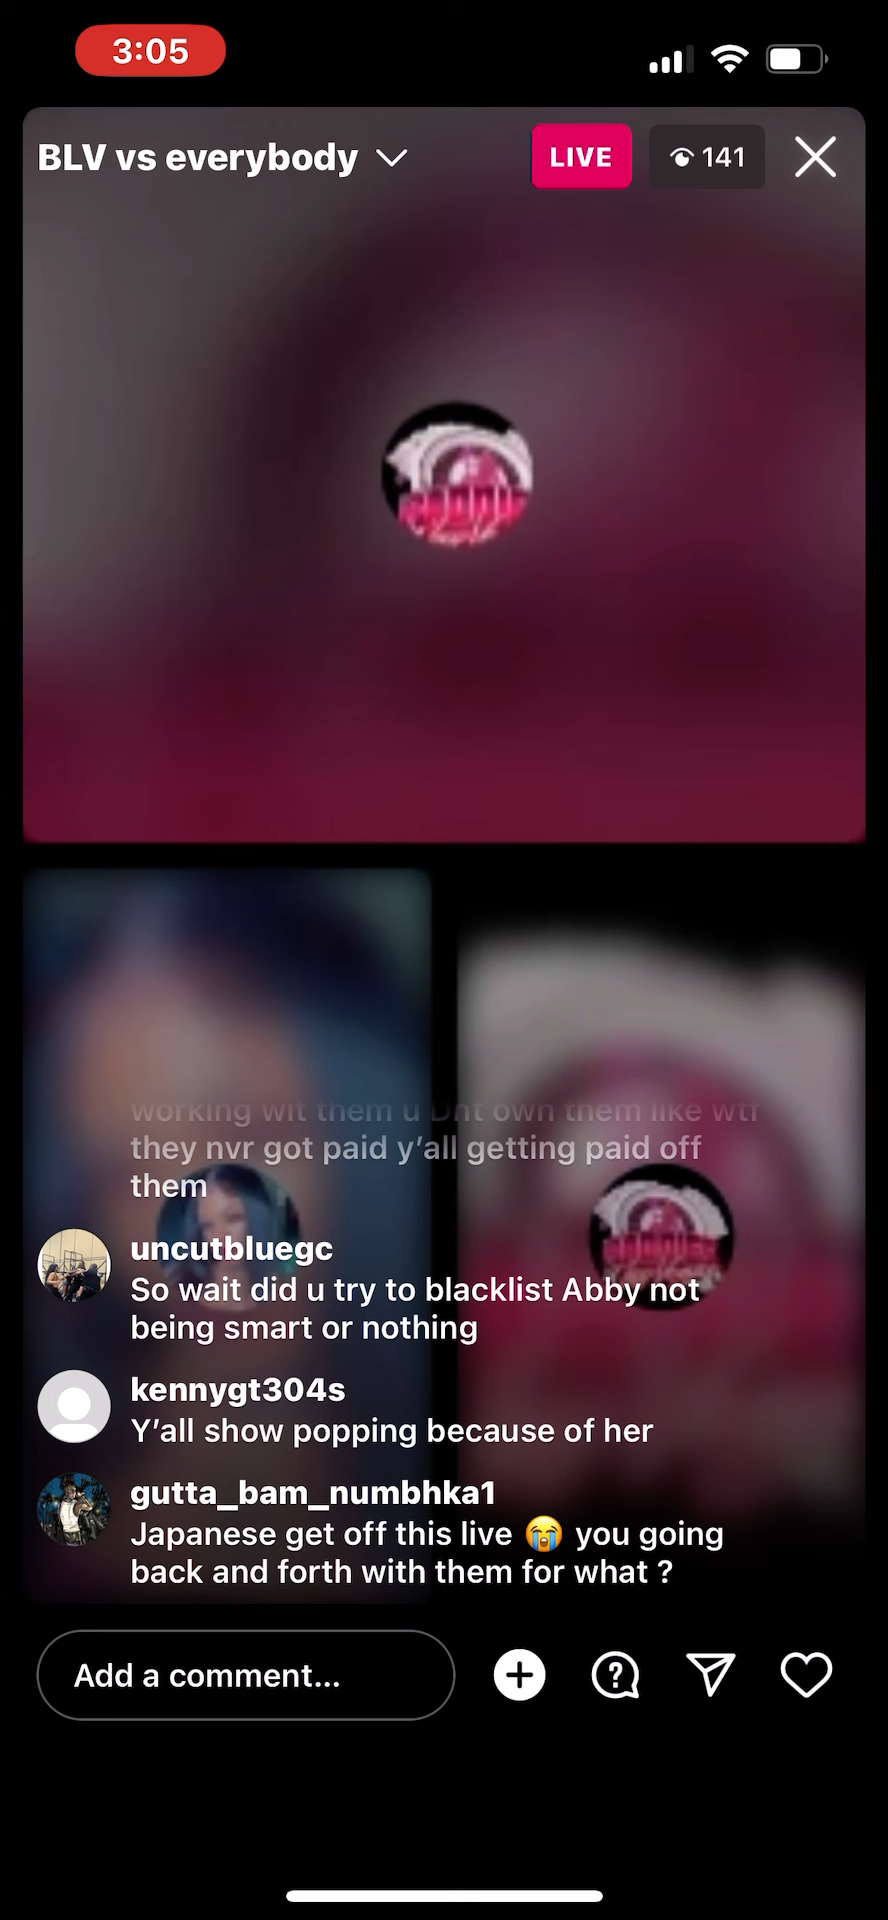 3:05
BLV vs everybody
LIVE
141
working wit them u Dnt own them like wtf
they nvr got paid y’all getting paid off
them
uncutbluegc
So wait did u try to blacklist Abby not
being smart or nothing
kennygt304s
Y’all show popping because of her
gutta_bam_numbhka1
Japanese get off this live 😭 you going
back and forth with them for what ?
Add a comment...